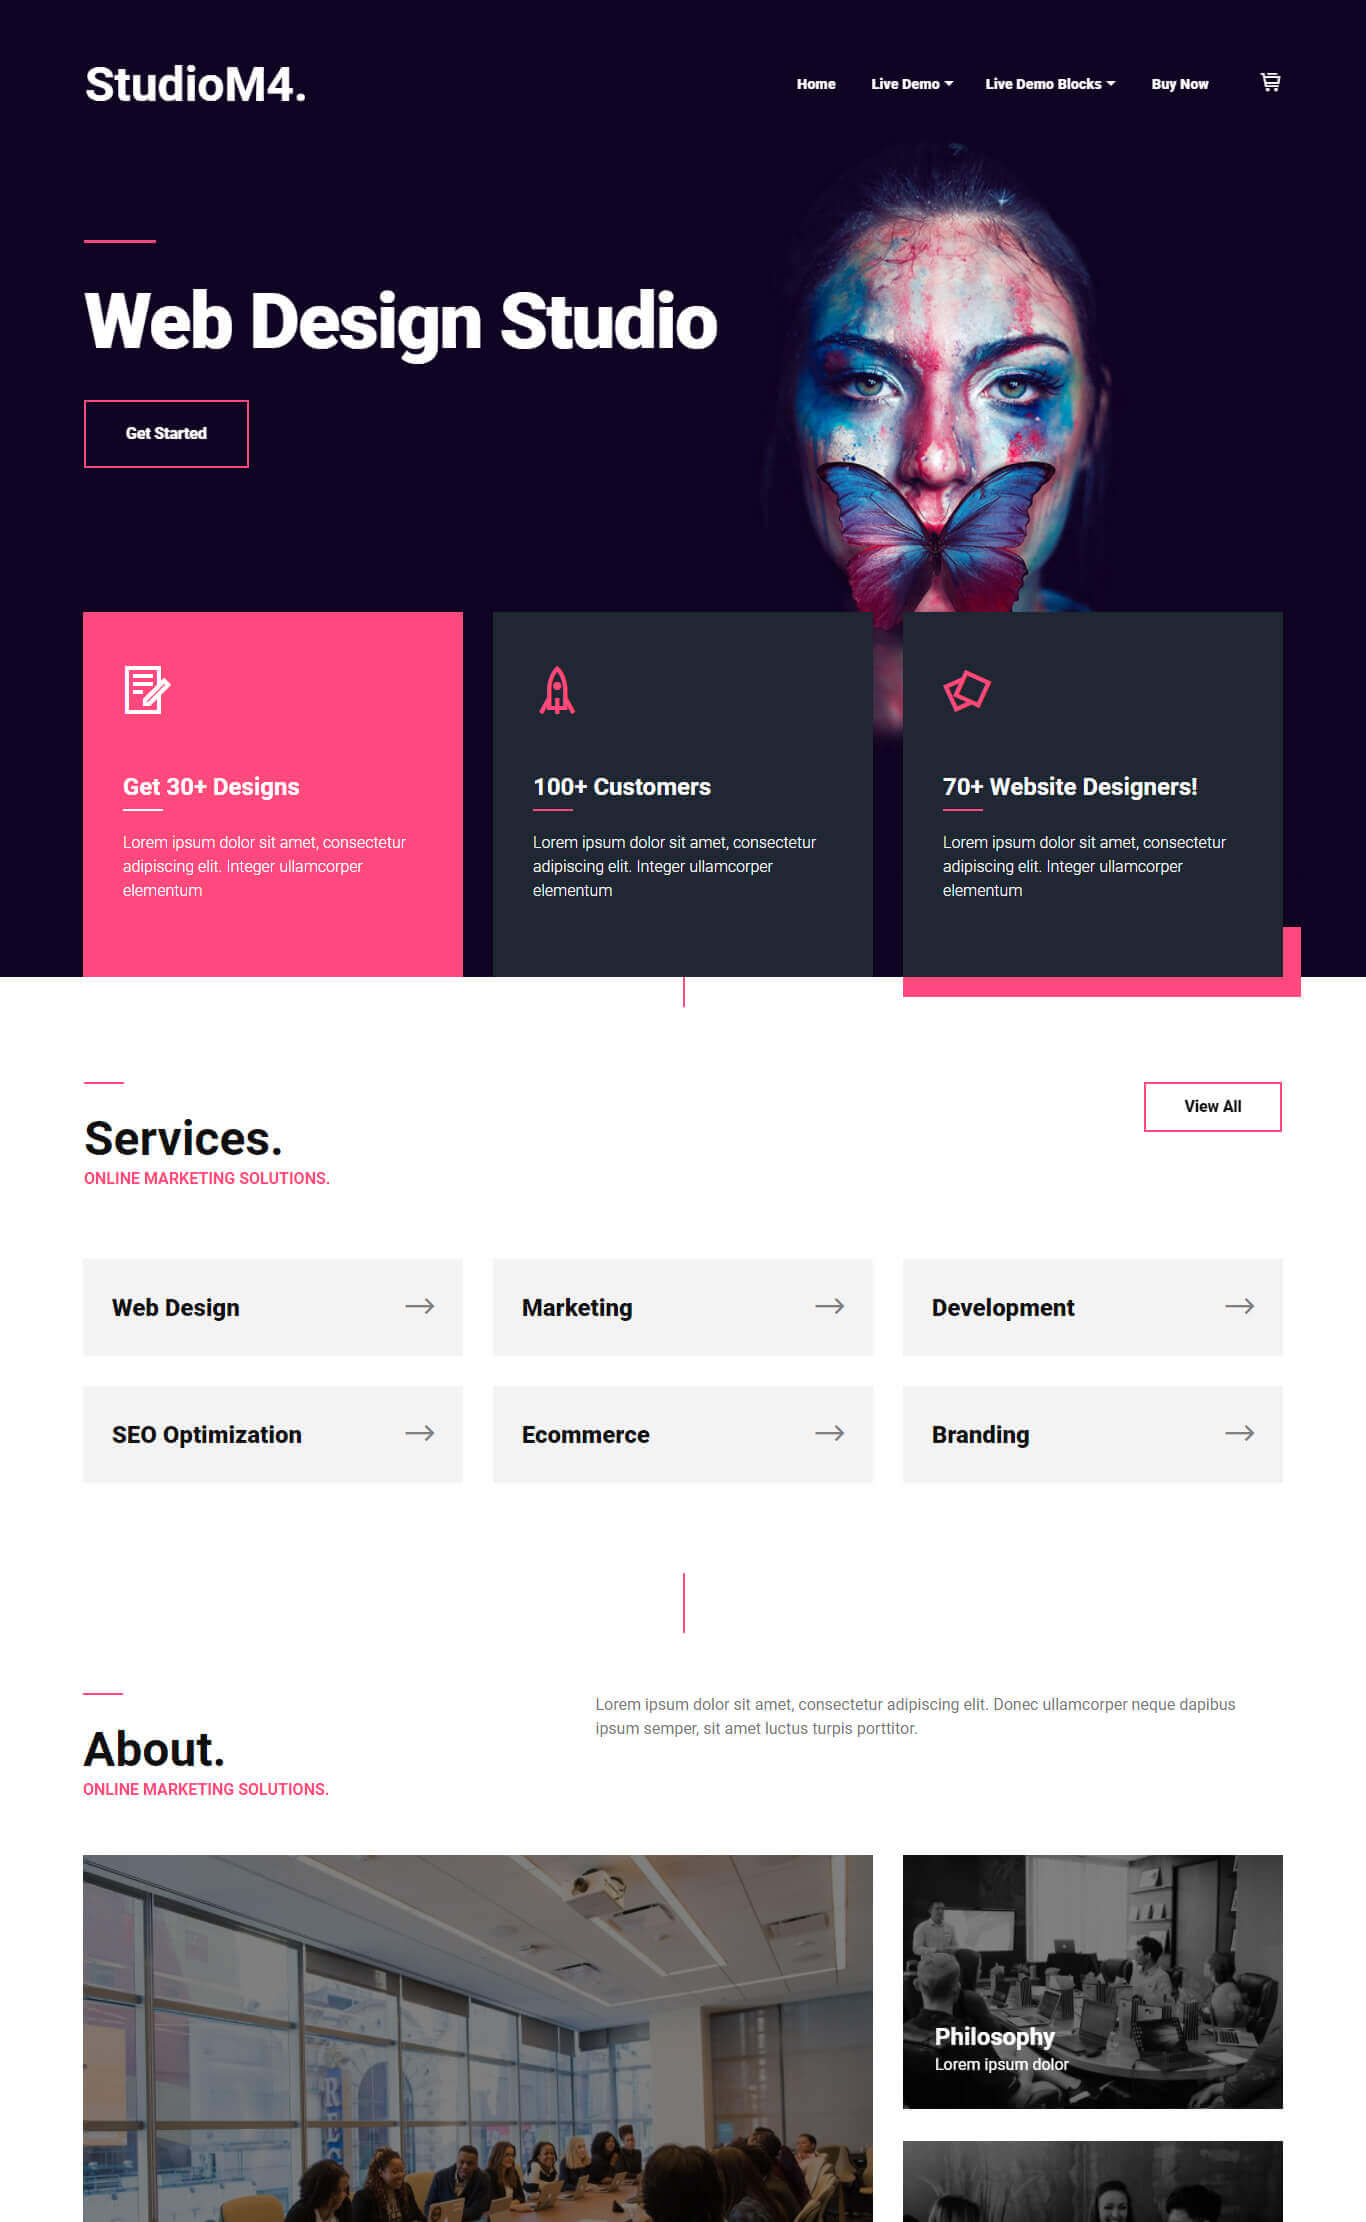 StudioM4.
Home
Live Demo
Live Demo Blocks
Buy Now
Web Design Studio
Get Started
Get 30+ Designs
Lorem ipsum dolor sit amet, consectetur
adipiscing elit. Integer ullamcorper
elementum
100+ Customers
Lorem ipsum dolor sit amet, consectetur
adipiscing elit. Integer ullamcorper
elementum
70+ Website Designers!
Lorem ipsum dolor sit amet, consectetur
adipiscing elit. Integer ullamcorper
elementum
Services.
ONLINE MARKETING SOLUTIONS.
View All
Web Design
Marketing
Development
SEO Optimization
Ecommerce
Branding
About.
ONLINE MARKETING SOLUTIONS.
Lorem ipsum dolor sit amet, consectetur adipiscing elit. Donec ullamcorper neque dapibus
ipsum semper, sit amet luctus turpis porttitor.
Philosophy
Lorem ipsum dolor